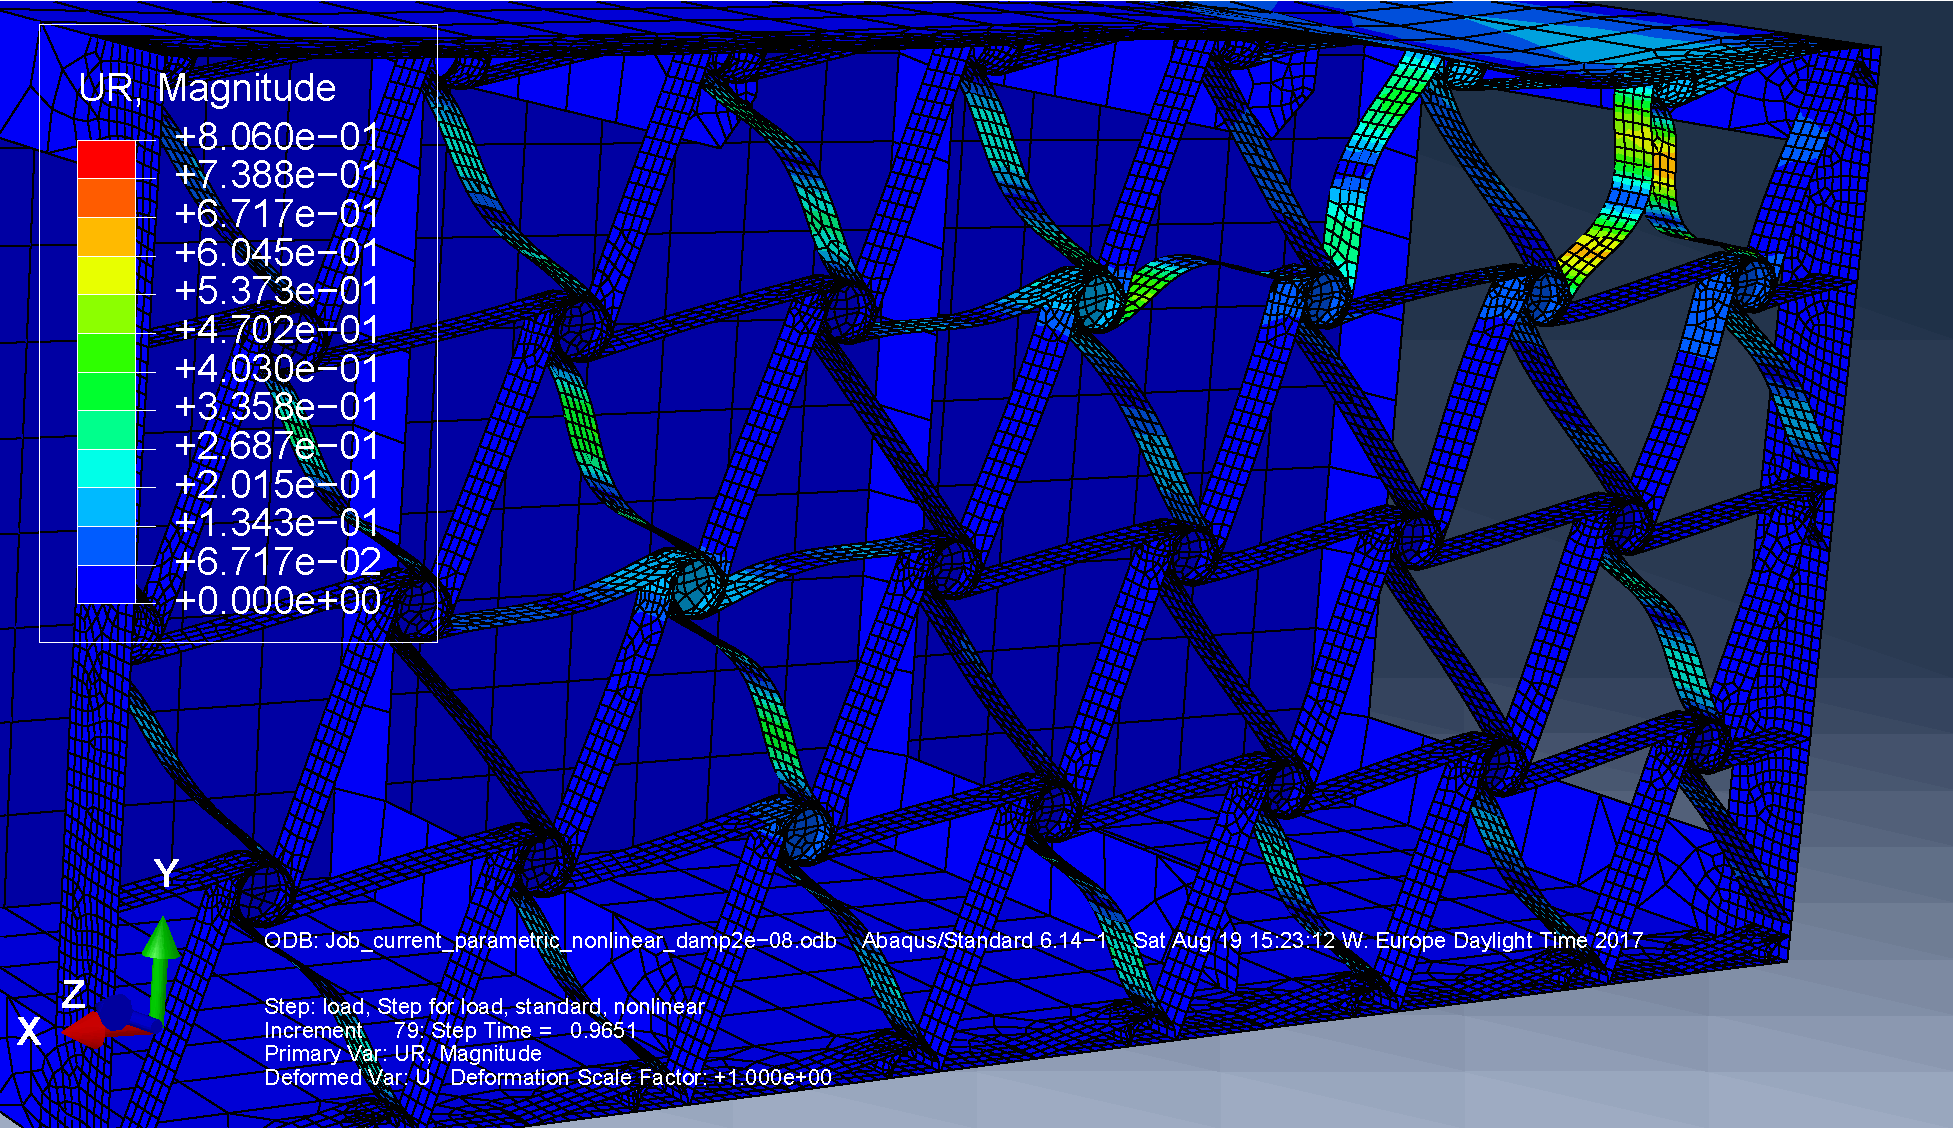 UR, Magnitude
+8.060e−01
+7.388e−01
+6.717e−01
+6.045e−01
+5.373e−01
+4.702e−01
+4.030e−01
+3.358e−01
+2.687e−01
+2.015e−01
+1.343e−01
+6.717e−02
+0.000e+00
Y
Z
X
ODB: Job_current_parametric_nonlinear_damp2e−08.odb Abaqus/Standard 6.14−1 Sat Aug 19 15:23:12 W. Europe Daylight Time 2017
Step: load, Step for load, standard, nonlinear
Increment 79: Step Time = 0.9651
Primary Var: UR, Magnitude
Deformed Var: U Deformation Scale Factor: +1.000e+00